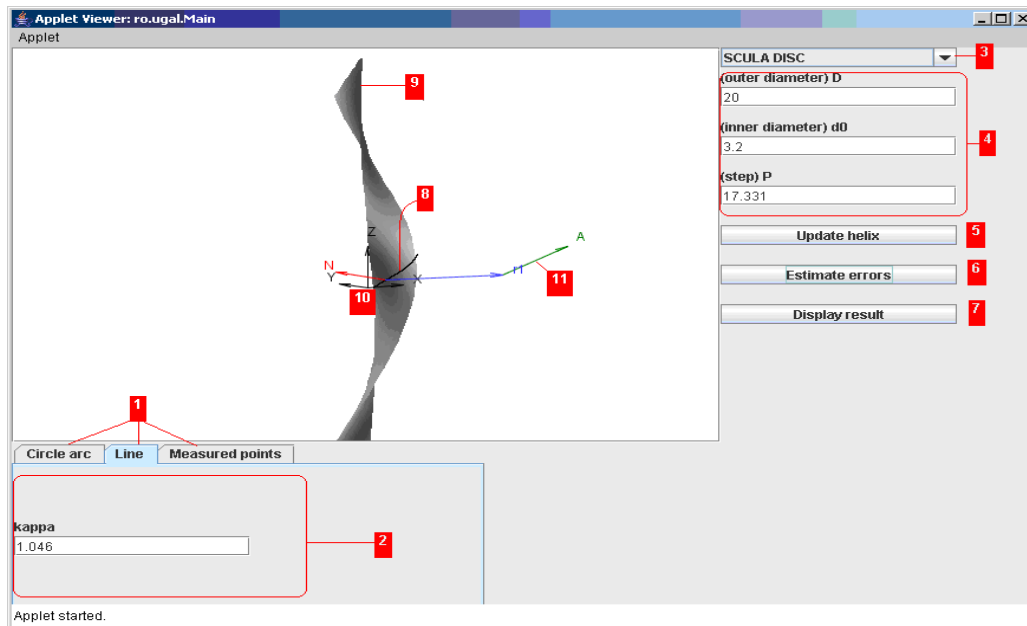 Applet Viewer: ro.ugal.Main
Applet
SCULA DISC
3
(outer diameter) D
20
(inner diameter) d0
3.2
4
(step) P
17.331
Update helix
5
Estimate errors
6
Display result
7
9
8
Z
A
N
Y
X
r1
10
11
1
Circle arc Line Measured points
kappa
1.046
2
Applet started.